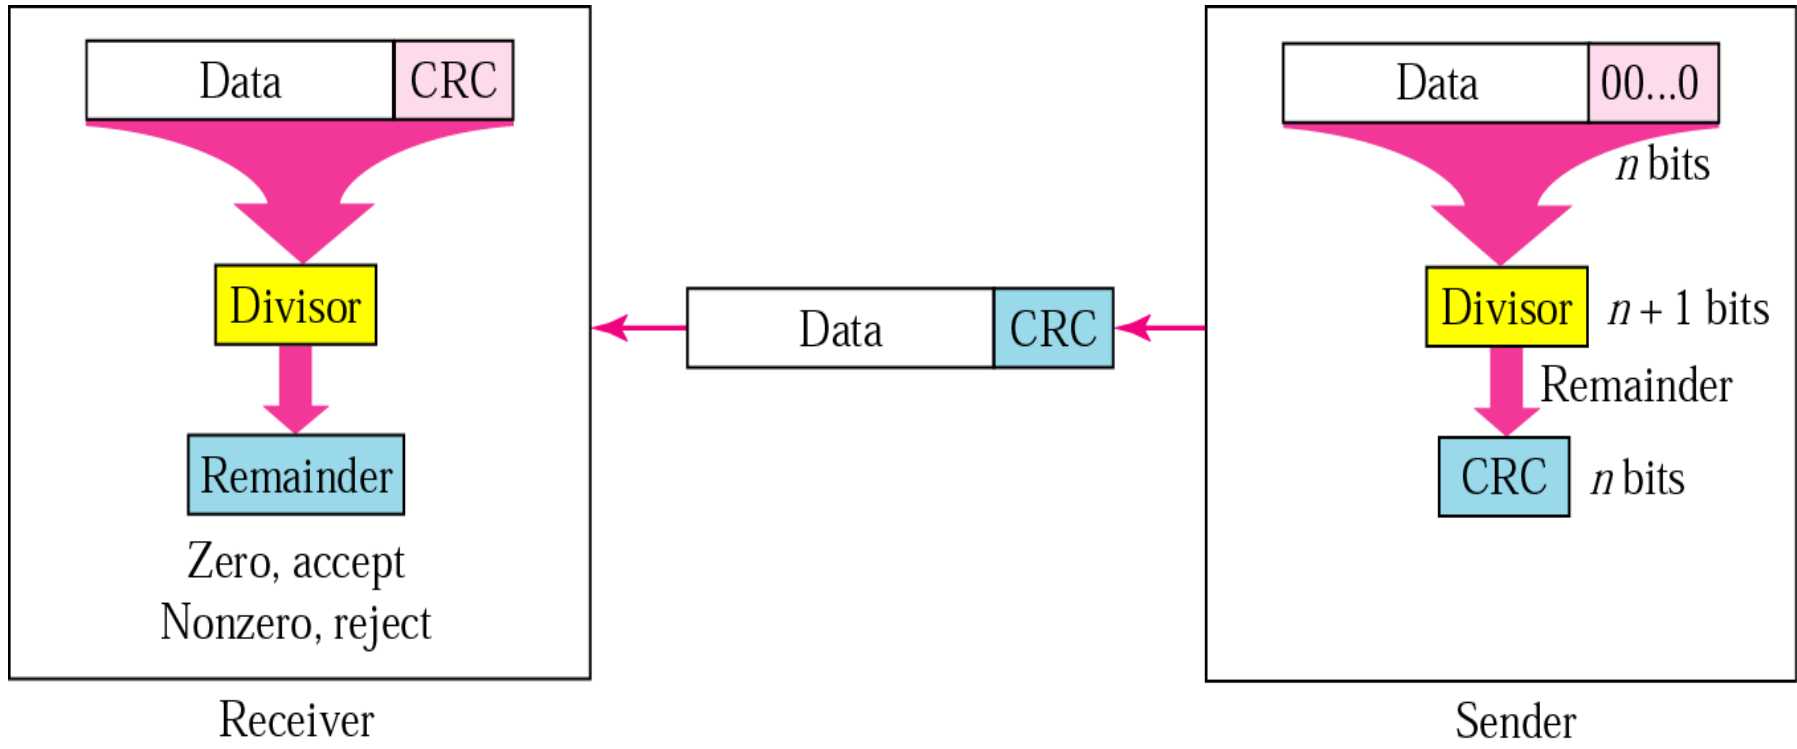 Data CRC
Divisor
Remainder
Zero, accept
Nonzero, reject
Receiver
Data CRC
Data 00...0
n bits
Divisor n + 1 bits
Remainder
CRC n bits
Sender